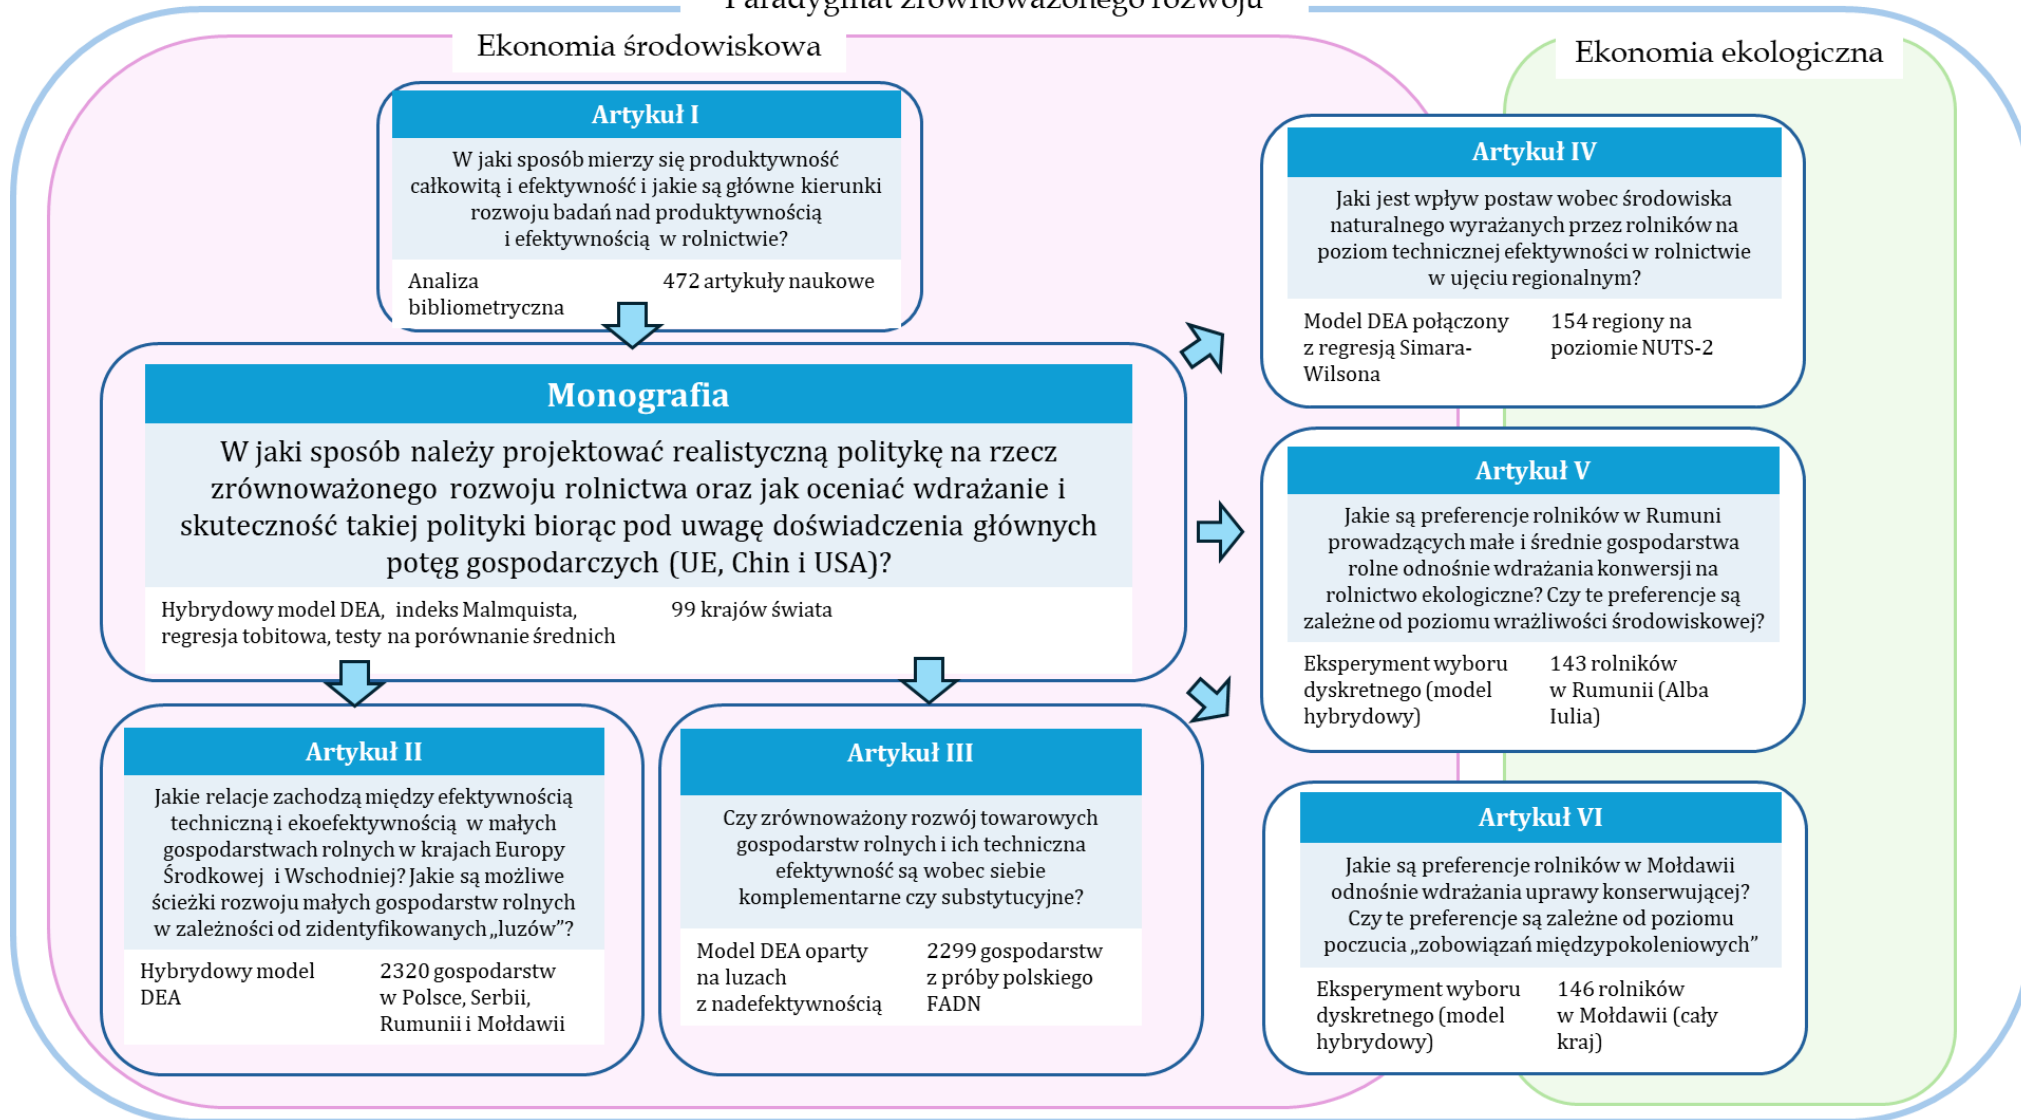 Paradygmat zrównoważonego rozwoju
Ekonomia środowiskowa
Ekonomia ekologiczna
Artykuł I
W jaki sposób mierzy się produktywność
całkowitą i efektywność i jakie są główne kierunki
rozwoju badań nad produktywnością
i efektywnością w rolnictwie?
Analiza
bibliometryczna
472 artykuły naukowe
Monografia
W jaki sposób należy projektować realistyczną politykę na rzecz
zrównoważonego rozwoju rolnictwa oraz jak oceniać wdrażanie i
skuteczność takiej polityki biorąc pod uwagę doświadczenia głównych
potęg gospodarczych (UE, Chin i USA)?
Hybrydowy model DEA, indeks Malmquista,
regresja tobitowa, testy na porównanie średnich
99 krajów świata
Artykuł II
Jakie relacje zachodzą między efektywnością
techniczną i ekoefektywnością w małych
gospodarstwach rolnych w krajach Europy
Środkowej i Wschodniej? Jakie są możliwe
ścieżki rozwoju małych gospodarstw rolnych
w zależności od zidentyfikowanych „luzów"?
Hybrydowy model
DEA
2320 gospodarstw
w Polsce, Serbii,
Rumunii i Mołdawii
Artykuł III
Czy zrównoważony rozwój towarowych
gospodarstw rolnych i ich techniczna
efektywność są wobec siebie
komplementarne czy substytucyjne?
Model DEA oparty
na luzach
z nadefektywnością
2299 gospodarstw
z próby polskiego
FADN
Artykuł IV
Jaki jest wpływ postaw wobec środowiska
naturalnego wyrażanych przez rolników na
poziom technicznej efektywności w rolnictwie
w ujęciu regionalnym?
Model DEA połączony
z regresją Simara-
Wilsona
154 regiony na
poziomie NUTS-2
Artykuł V
Jakie są preferencje rolników w Rumuni
prowadzących małe i średnie gospodarstwa
rolne odnośnie wdrażania konwersji na
rolnictwo ekologiczne? Czy te preferencje są
zależne od poziomu wrażliwości środowiskowej?
Eksperyment wyboru
dyskretnego (model
hybrydowy)
143 rolników
w Rumunii (Alba
Iulia)
Artykuł VI
Jakie są preferencje rolników w Mołdawii
odnośnie wdrażania uprawy konserwującej?
Czy te preferencje są zależne od poziomu
poczucia „zobowiązań międzypokoleniowych"
Eksperyment wyboru
dyskretnego (model
hybrydowy)
146 rolników
w Mołdawii (cały
kraj)